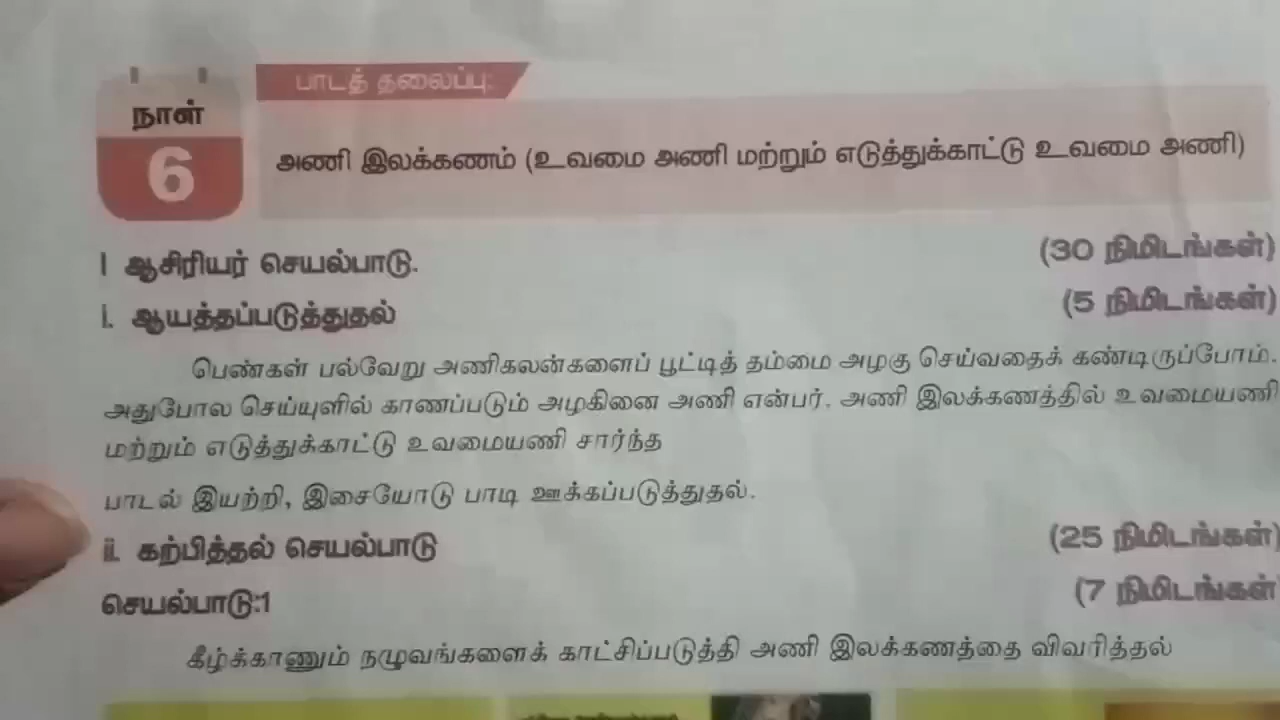 பாடத் தலைப்பு:
நாள்
6
அணி இலக்கணம் (உவமை அணி மற்றும் எடுத்துக்காட்டு உவமை அணி)
I ஆசிரியர் செயல்பாடு. (30 நிமிடங்கள்)
i. ஆயத்தப்படுத்துதல் (5 நிமிடங்கள்)
பெண்கள் பல்வேறு அணிகலன்களைப் பூட்டித் தம்மை அழகு செய்வதைக் கண்டிருப்போம்.
அதுபோல செய்யுளில் காணப்படும் அழகினை அணி என்பர். அணி இலக்கணத்தில் உவமையணி
மற்றும் எடுத்துக்காட்டு உவமையணி சார்ந்த
பாடல் இயற்றி, இசையோடு பாடி ஊக்கப்படுத்துதல்.
ii. கற்பித்தல் செயல்பாடு (25 நிமிடங்கள்)
செயல்பாடு:1 (7 நிமிடங்கள்
கீழ்க்காணும் நழுவங்களைக் காட்சிப்படுத்தி அணி இலக்கணத்தை விவரித்தல்